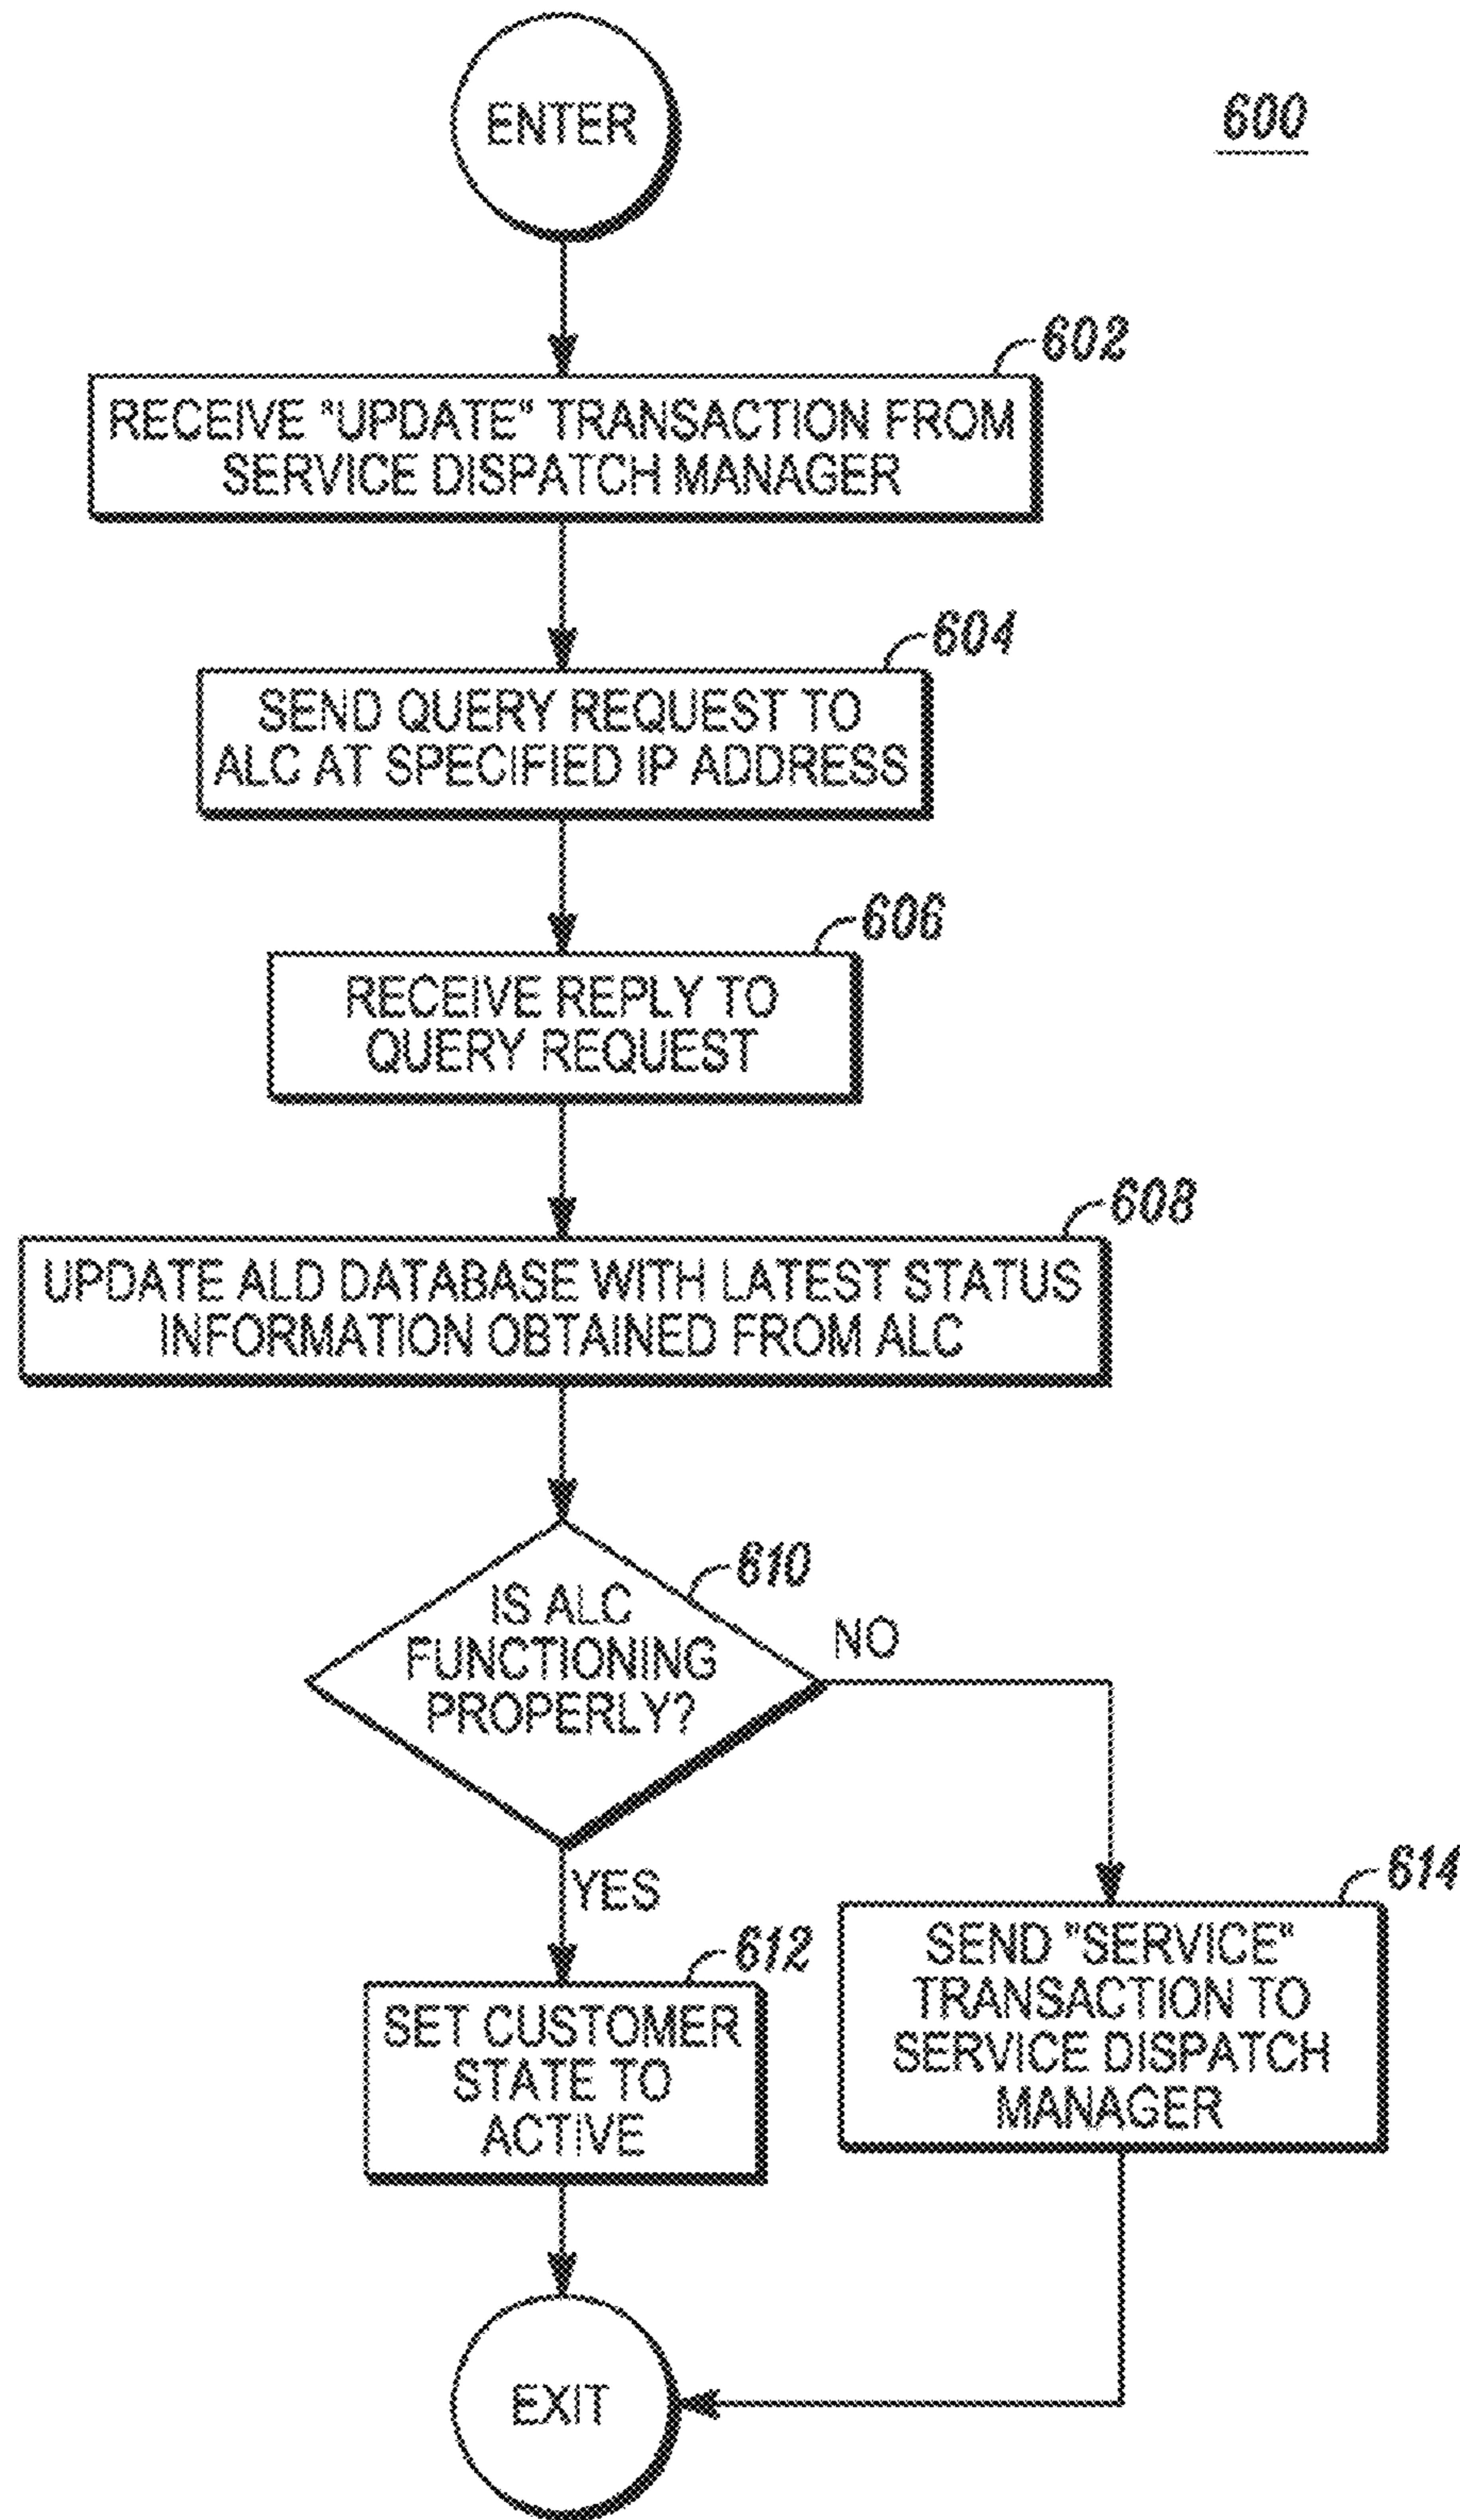 ENTER
600
602
RECEIVE "UPDATE" TRANSACTION FROM
SERVICE DISPATCH MANAGER
604
SEND QUERY REQUEST TO
ALC AT SPECIFIED IP ADDRESS
606
RECEIVE REPLY TO
QUERY REQUEST
608
UPDATE ALD DATABASE WITH LATEST STATUS
INFORMATION OBTAINED FROM ALC
610
IS ALC
FUNCTIONING
PROPERLY?
NO
YES
612
SET CUSTOMER
STATE TO
ACTIVE
614
SEND "SERVICE"
TRANSACTION TO
SERVICE DISPATCH
MANAGER
EXIT